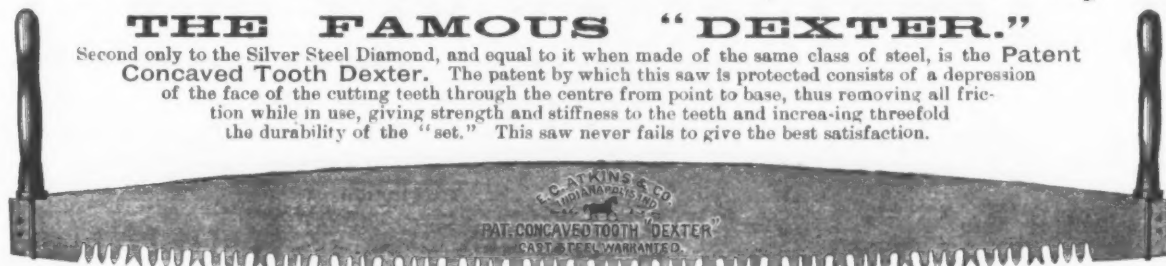 THE FAMOUS "DEXTER."
Second only to the Silver Steel Diamond, and equal to it when made of the same class of steel, is the Patent
Concaved Tooth Dexter. The patent by which this saw is protected consists of a depression
of the face of the cutting teeth through the centre from point to base, thus removing all fric-
tion while in use, giving strength and stiffness to the teeth and increa-ing threefold
the durability of the "set." This saw never fails to give the best satisfaction.
E. C. ATKINS & CO.
INDIANAPOLIS, IND.
PAT. CONCAVED TOOTH "DEXTER"
CAST STEEL WARRANTED.